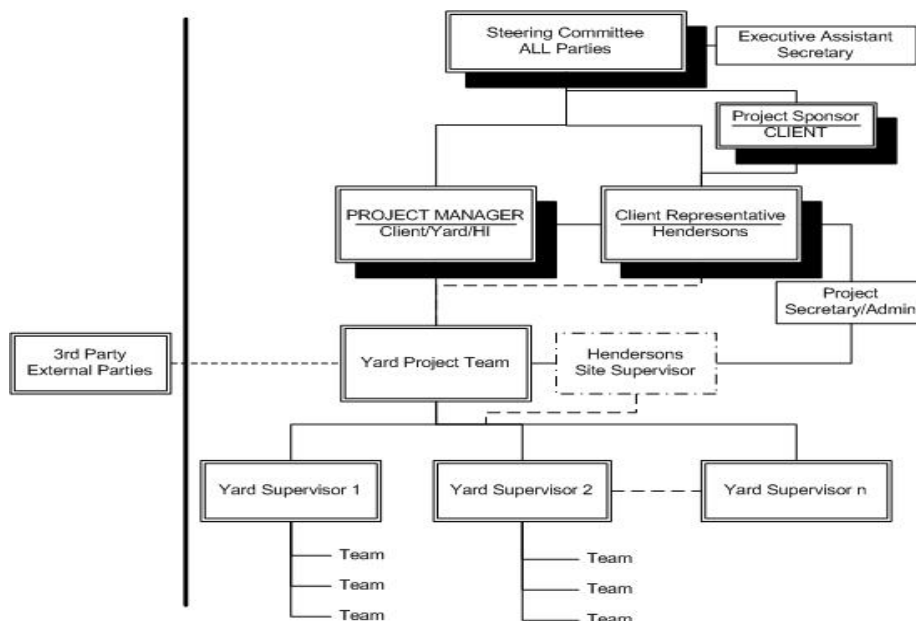 Steering Committee
ALL Parties
Executive Assistant
Secretary
Project Sponsor
CLIENT
PROJECT MANAGER
Client/Yard/HI
Client Representative
Hendersons
Project
Secretary/Admin
3rd Party
External Parties
Yard Project Team
Hendersons
Site Supervisor
Yard Supervisor 1
Yard Supervisor 2
Yard Supervisor n
Team
Team
Team
Team
Team
Team